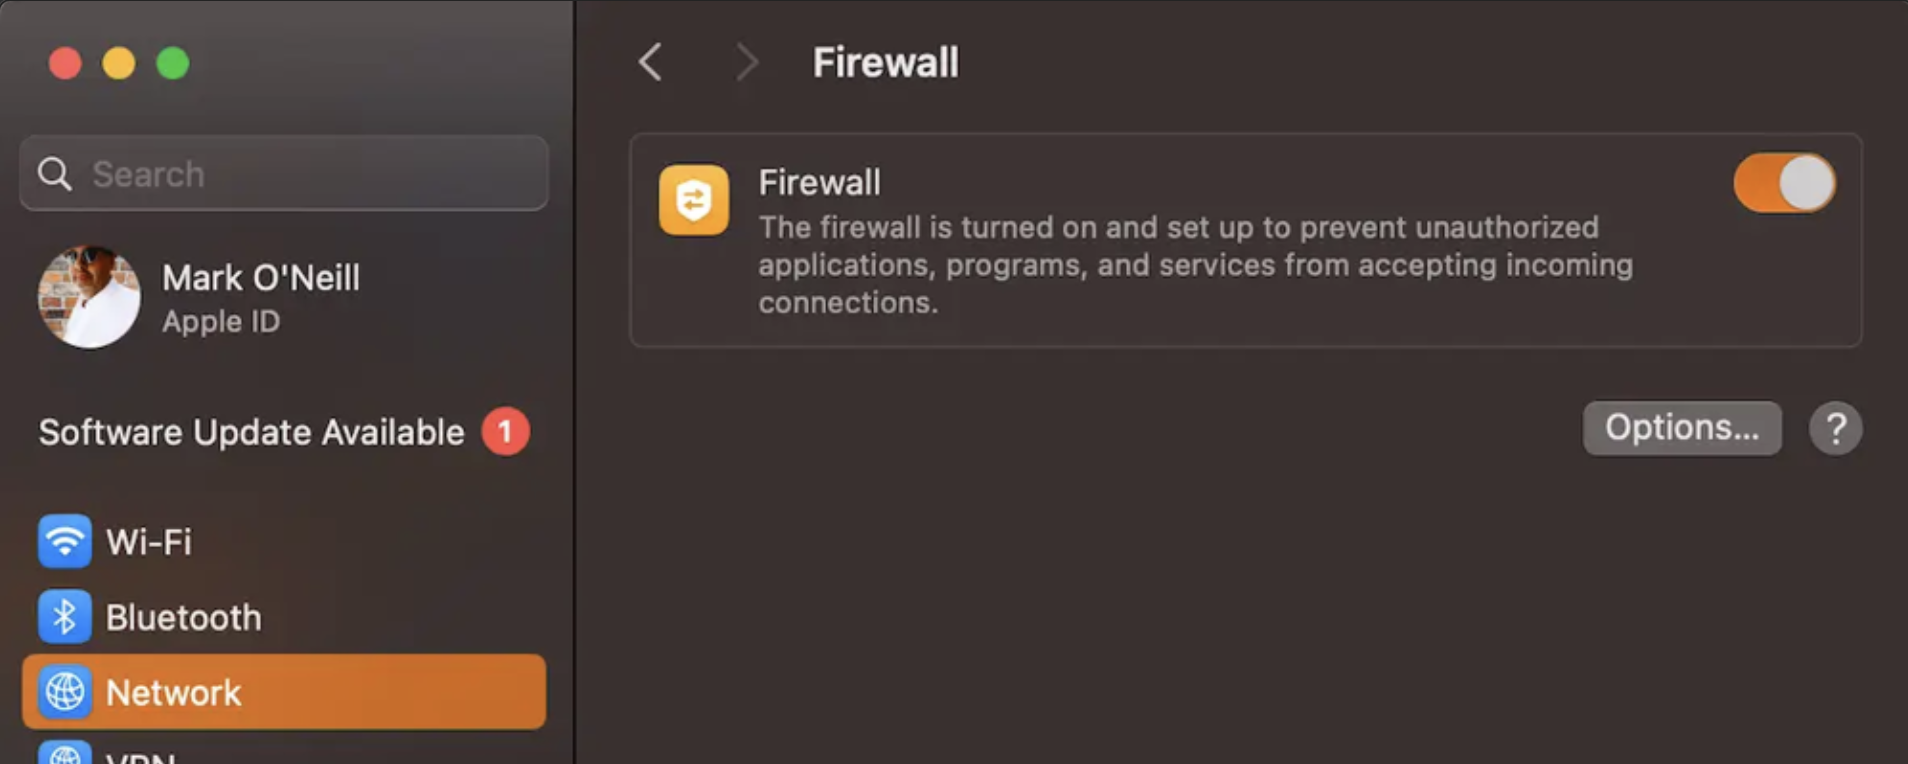 Firewall
Search
Mark O'Neill
Apple ID
Software Update Available 1
Wi-Fi
Bluetooth
Network
VPN
Firewall
The firewall is turned on and set up to prevent unauthorized
applications, programs, and services from accepting incoming
connections.
Options...
?